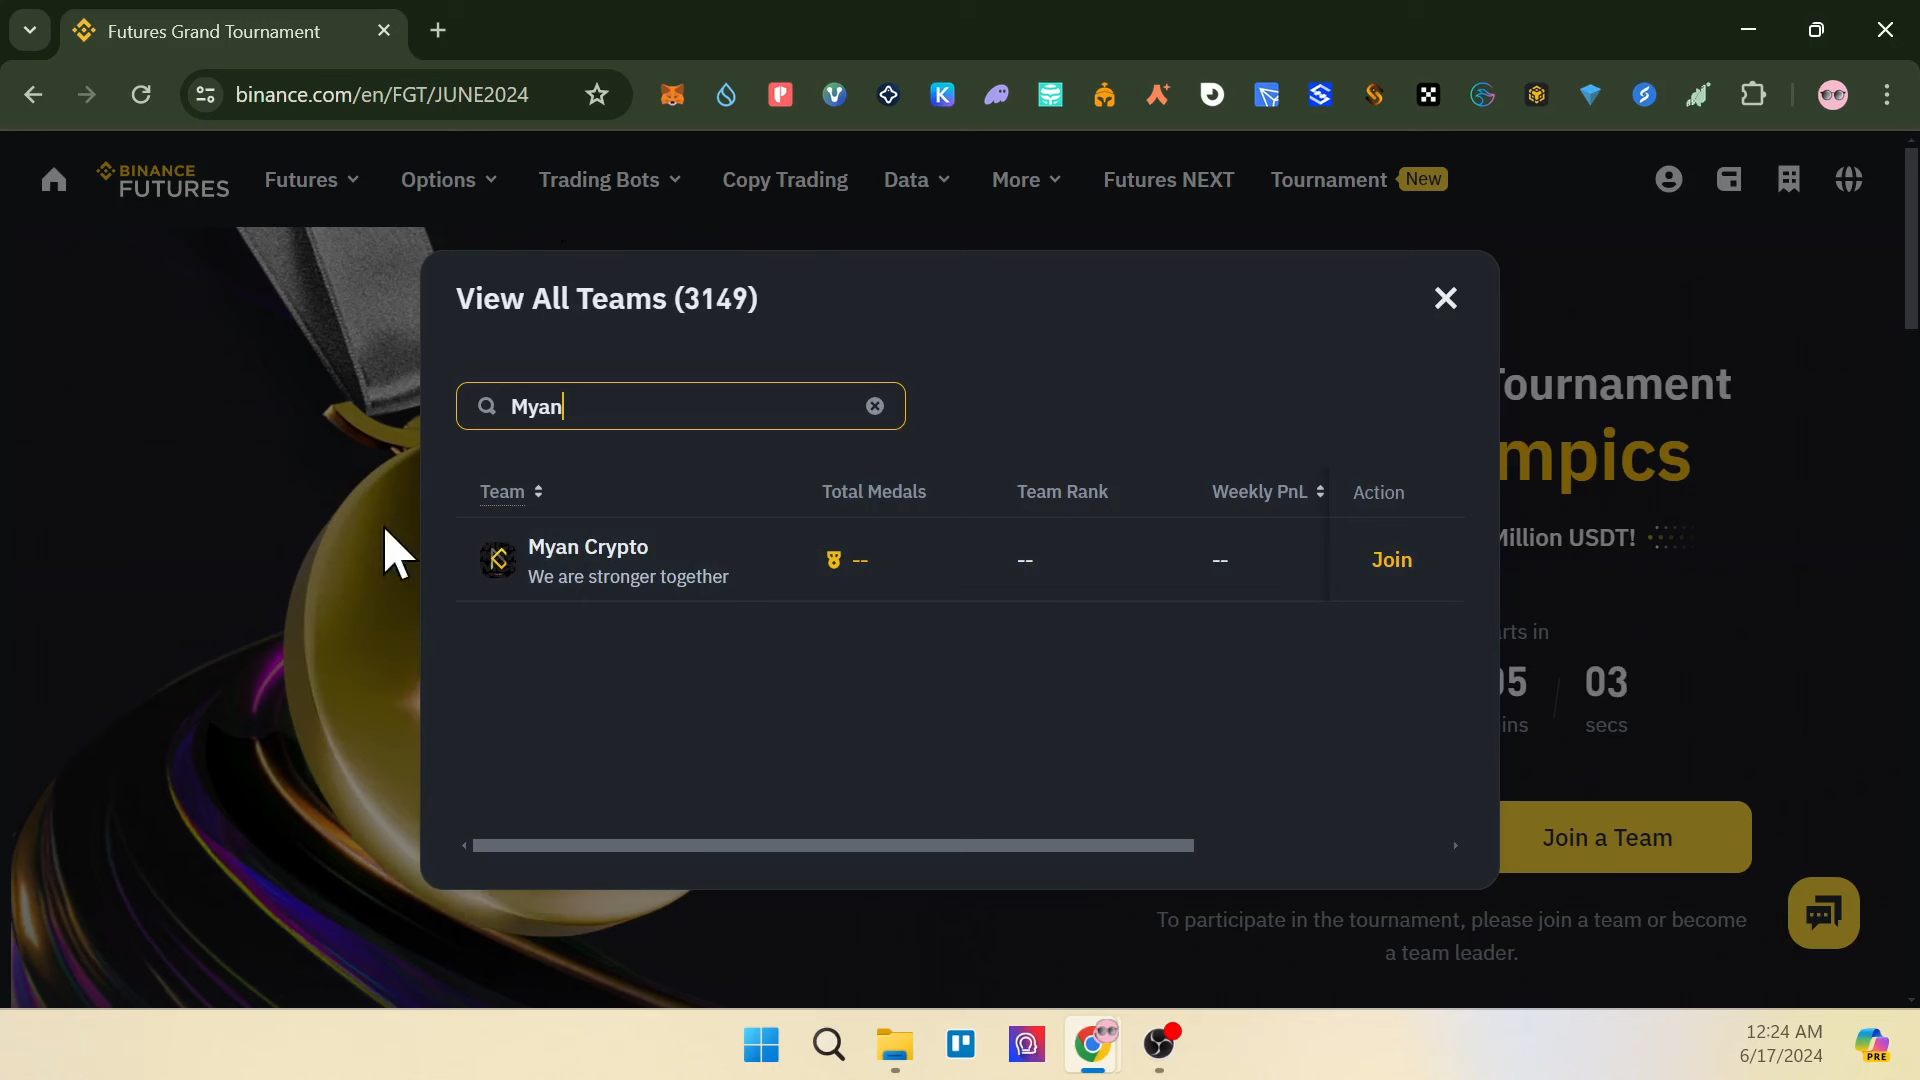 Futures Grand Tournament
binance.com/en/FGT/JUNE2024
BINANCE
FUTURES
Futures
Options
Trading Bots
Copy Trading
Data
More
Futures NEXT
Tournament
New
View All Teams (3149)
Myan
Team
Total Medals
Team Rank
Weekly PnL
Action
Myan Crypto
We are stronger together
--
--
--
Join
Tournament
mpics
Million USDT!
rts in
05
/
03
ins
secs
Join a Team
To participate in the tournament, please join a team or become
a team leader.
12:24 AM
6/17/2024
PRE